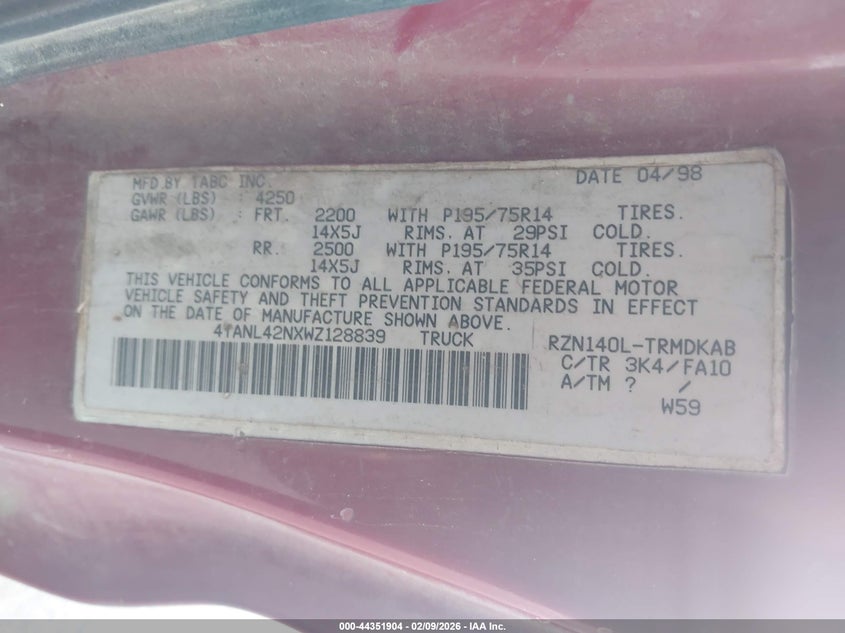 MFD.BY TABC INC. DATE 04/98
GVWR (LBS) : 4250
GAWR (LBS) : FRT. 2200 WITH P195/75R14 TIRES.
14X5J RIMS. AT 29PSI COLD.
RR. 2500 WITH P195/75R14 TIRES.
14X5J RIMS. AT 35PSI COLD.
THIS VEHICLE CONFORMS TO ALL APPLICABLE FEDERAL MOTOR
VEHICLE SAFETY AND THEFT PREVENTION STANDARDS IN EFFECT
ON THE DATE OF MANUFACTURE SHOWN ABOVE.
4TANL42NXWZ128839 TRUCK RZN140L-TRMDKAB
C/TR 3K4/FA10
A/TM ? /
W59
000-44351904 | 02/09/2026 - IAA Inc.